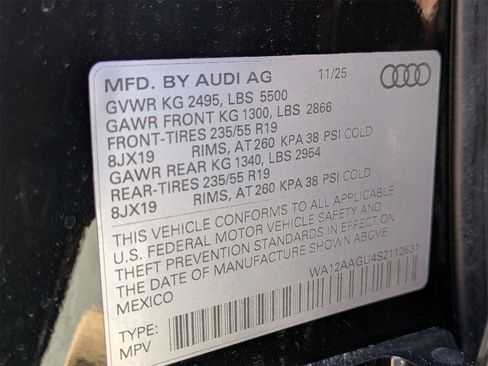 MFD. BY AUDI AG 11/25
GVWR KG 2495, LBS 5500
GAWR FRONT KG 1300, LBS 2866
FRONT-TIRES 235/55 R19
8JX19 RIMS, AT 260 KPA 38 PSI COLD
GAWR REAR KG 1340, LBS 2954
REAR-TIRES 235/55 R19
8JX19 RIMS, AT 260 KPA 38 PSI COLD
THIS VEHICLE CONFORMS TO ALL APPLICABLE
U.S. FEDERAL MOTOR VEHICLE SAFETY AND
THEFT PREVENTION STANDARDS IN EFFECT ON
THE DATE OF MANUFACTURE SHOWN ABOVE.
MEXICO WA12AAGU4S2112631
TYPE:
MPV